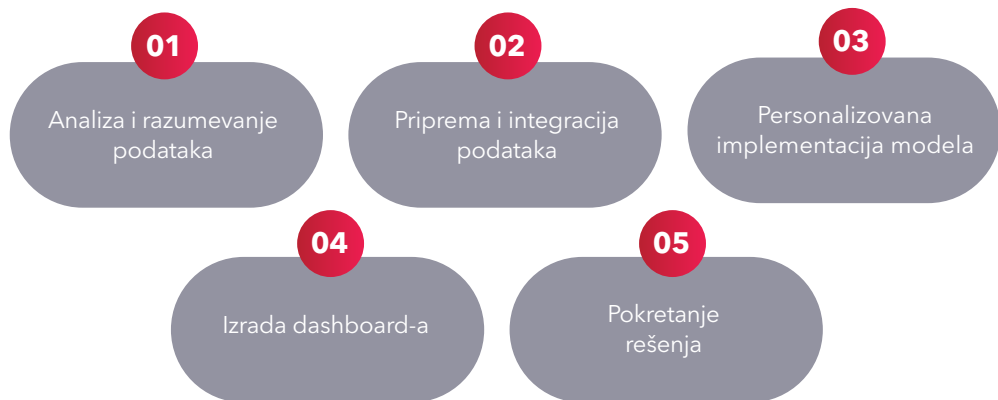 01
Analiza i razumevanje
podataka
02
Priprema i integracija
podataka
03
Personalizovana
implementacija modela
04
Izrada dashboard-a
05
Pokretanje
rešenja